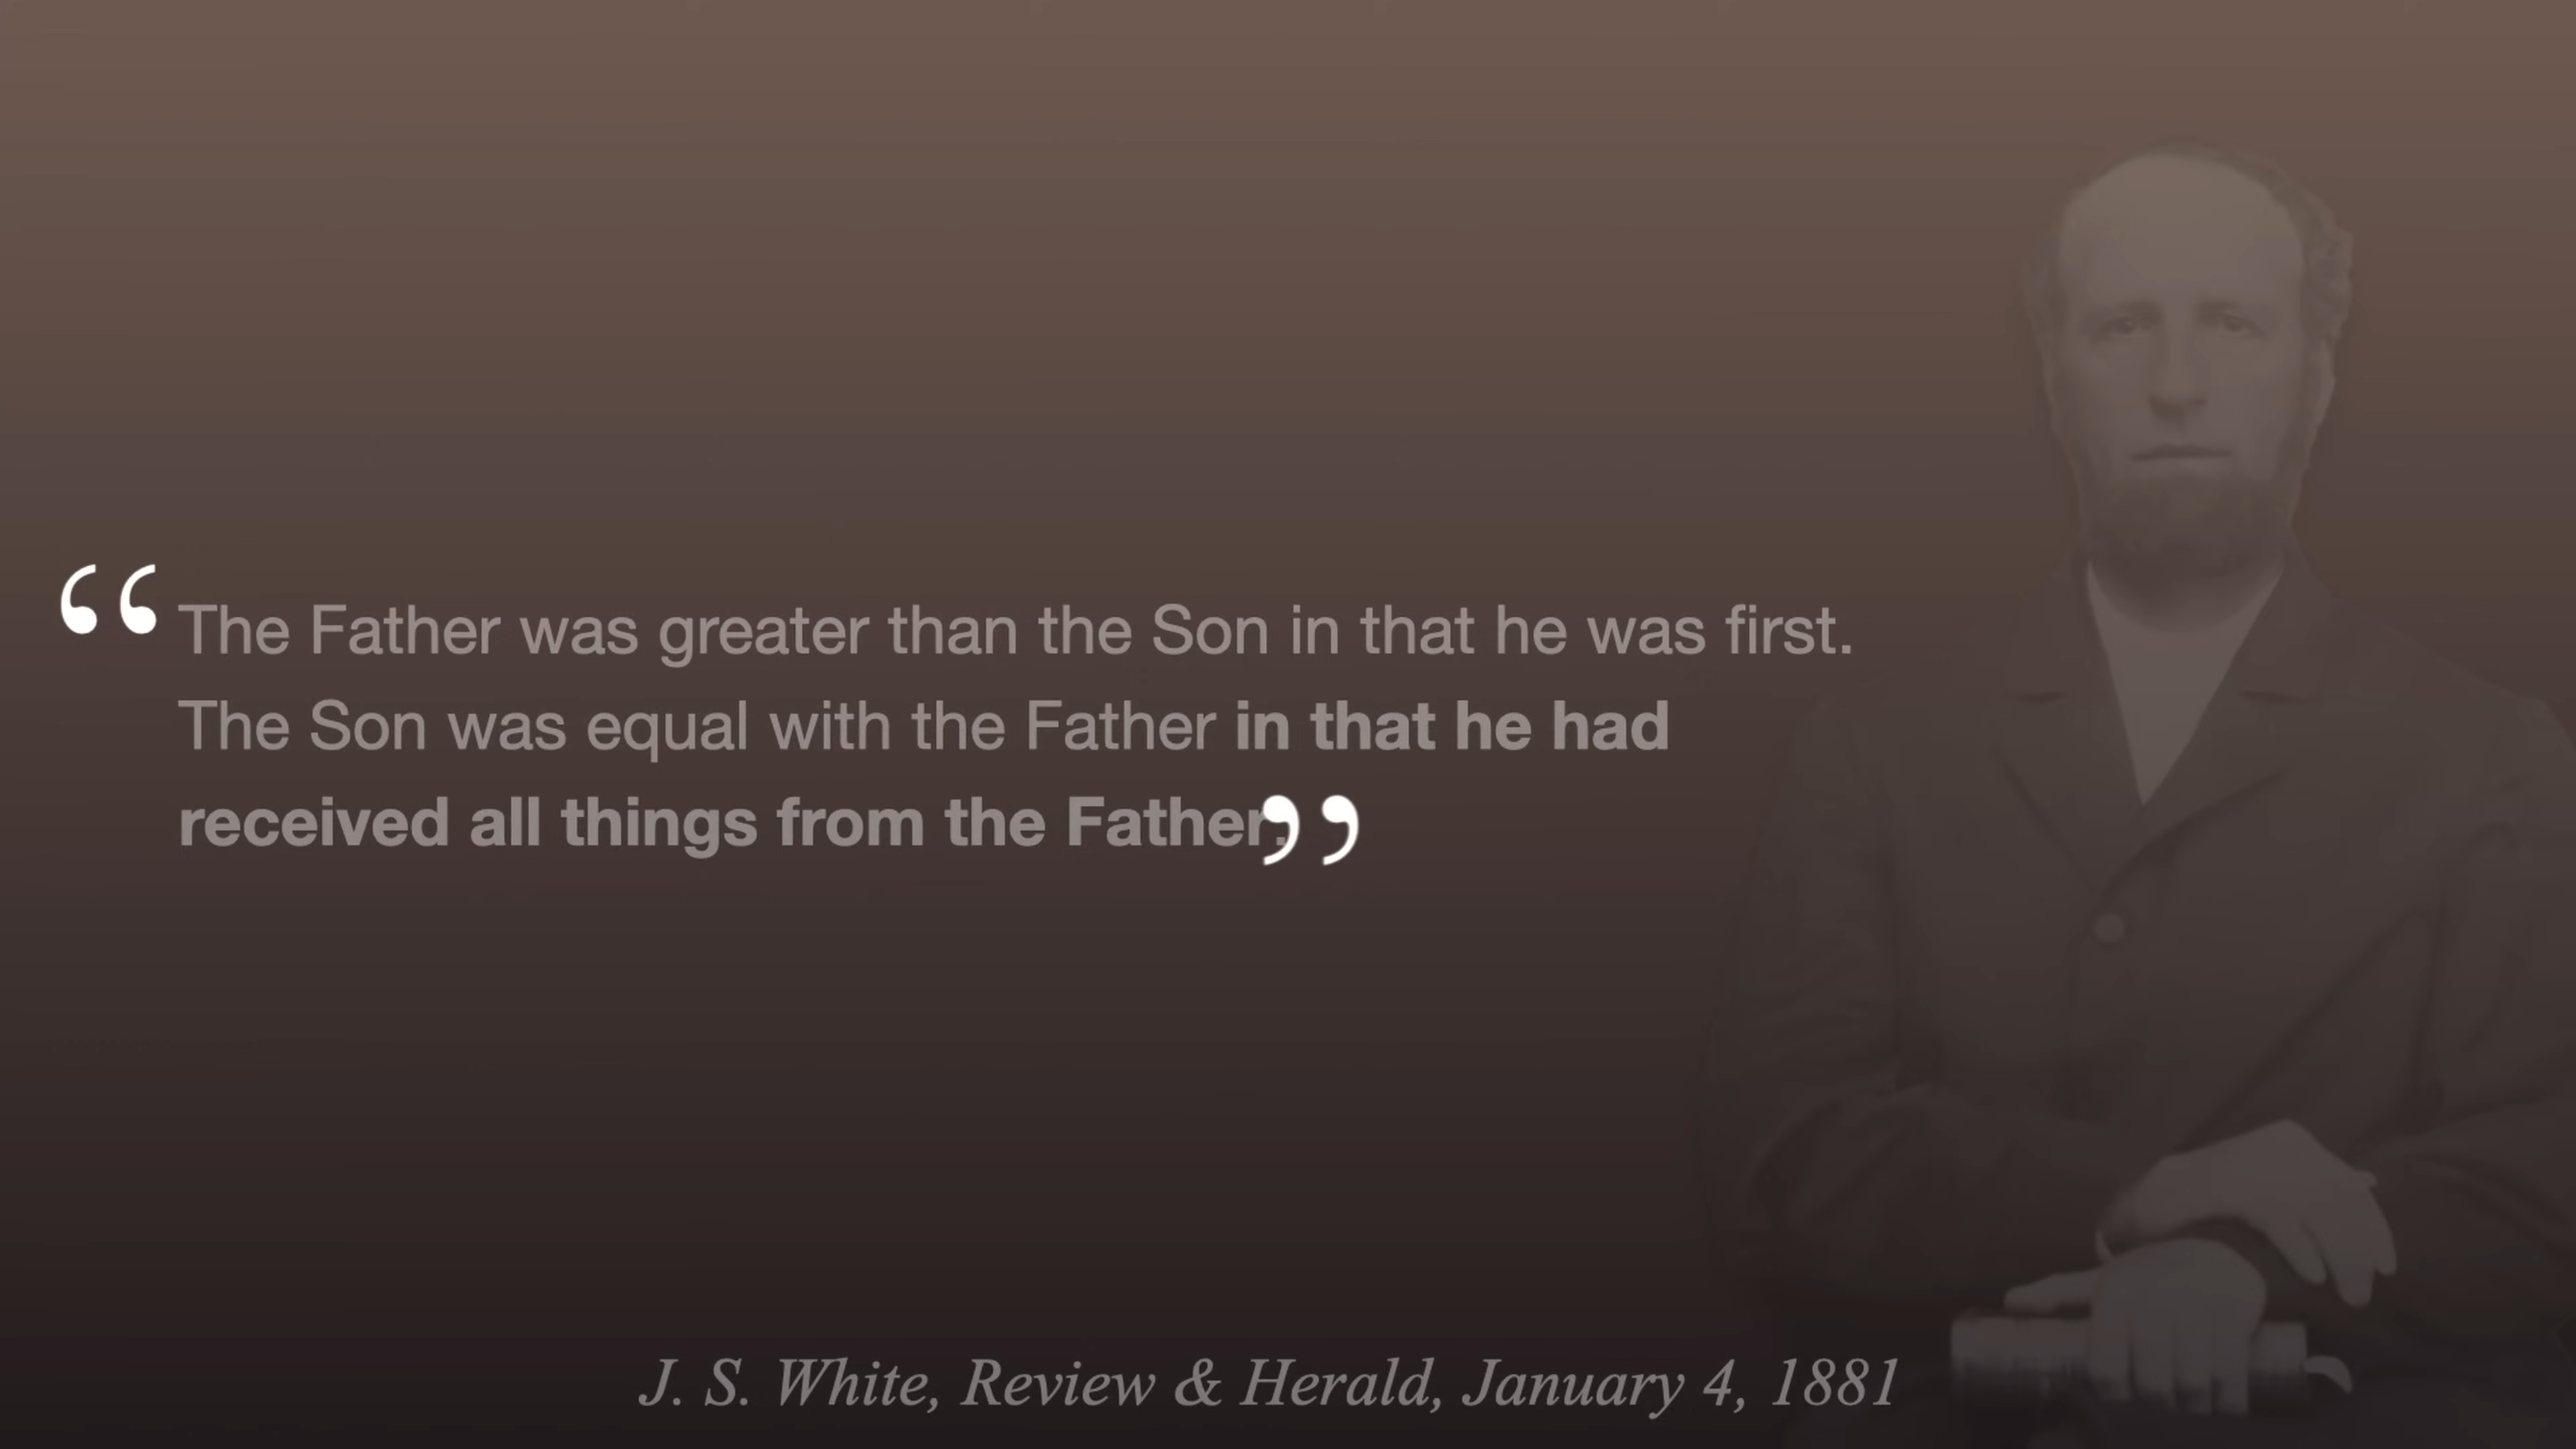 “The Father was greater than the Son in that he was first.
The Son was equal with the Father in that he had
received all things from the Father.”
J. S. White, Review & Herald, January 4, 1881